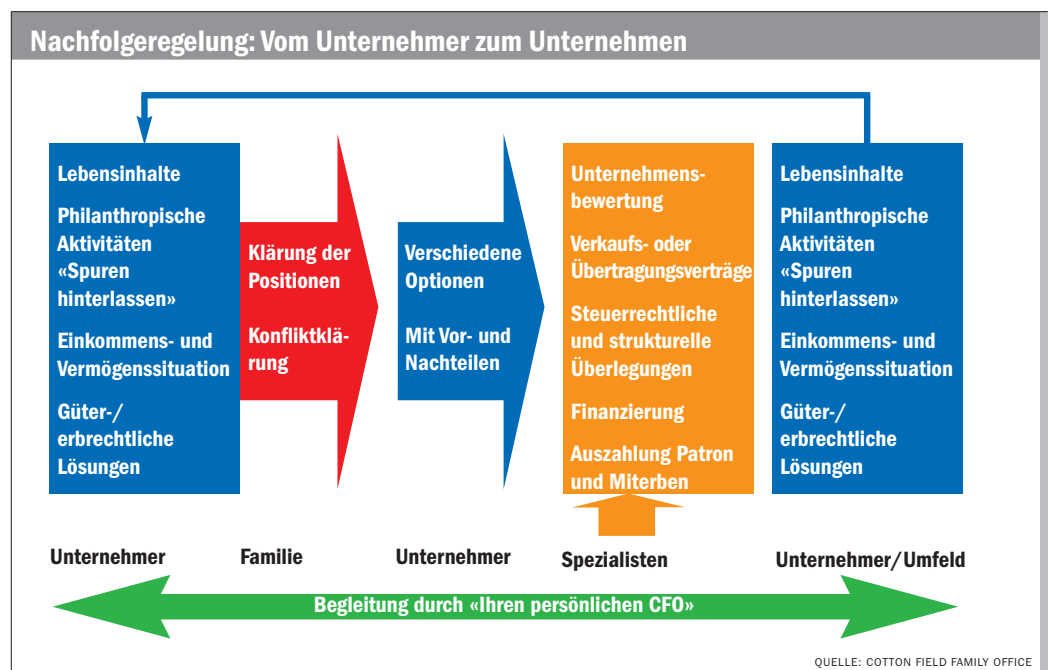 Nachfolgeregelung: Vom Unternehmer zum Unternehmen
Lebensinhalte
Philanthropische
Aktivitäten
«Spuren
hinterlassen»
Einkommens- und
Vermögenssituation
Güter-/
erbrechtliche
Lösungen
Klärung der
Positionen
Konfliktklä-
rung
Verschiedene
Optionen
Mit Vor- und
Nachteilen
Unternehmens-
bewertung
Verkaufs- oder
Übertragungsverträge
Steuerrechtliche
und strukturelle
Überlegungen
Finanzierung
Auszahlung Patron
und Miterben
Lebensinhalte
Philanthropische
Aktivitäten
«Spuren
hinterlassen»
Einkommens- und
Vermögenssituation
Güter-/
erbrechtliche
Lösungen
Unternehmer
Familie
Unternehmer
Spezialisten
Unternehmer/Umfeld
Begleitung durch «Ihren persönlichen CFO»
QUELLE: COTTON FIELD FAMILY OFFICE